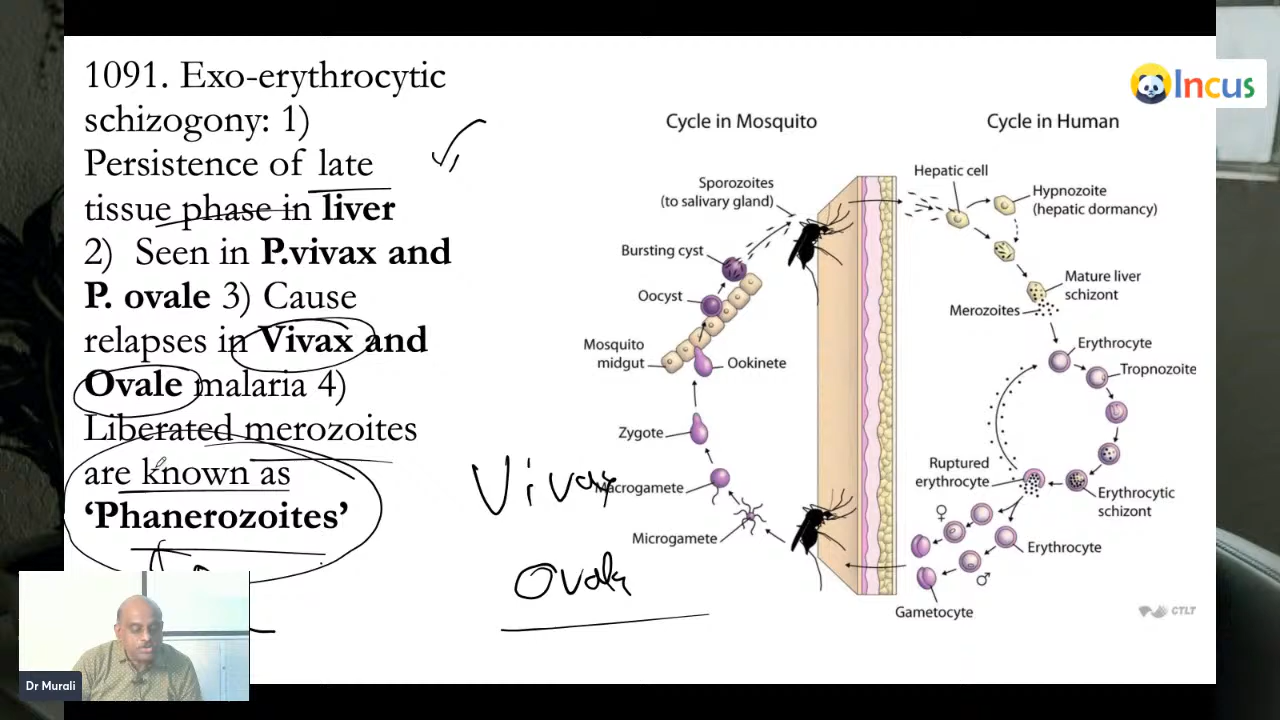 1091. Exo-erythrocytic
schizogony: 1)
Persistence of late
tissue phase in liver
2) Seen in P.vivax and
P. ovale 3) Cause
relapses in Vivax and
Ovale malaria 4)
Liberated merozoites
are known as
‘Phanerozoites’
Incus
Cycle in Mosquito
Sporozoites
(to salivary gland)
Bursting cyst
Oocyst
Mosquito
midgut
Ookinete
Zygote
Macrogamete
Microgamete
Vivax
Ovale
Cycle in Human
Hepatic cell
Hypnozoite
(hepatic dormancy)
Mature liver
schizont
Merozoites
Erythrocyte
Tropnozoite
Ruptured
erythrocyte
Erythrocytic
schizont
♀
Erythrocyte
♂
Gametocyte
CTLT
Dr Murali